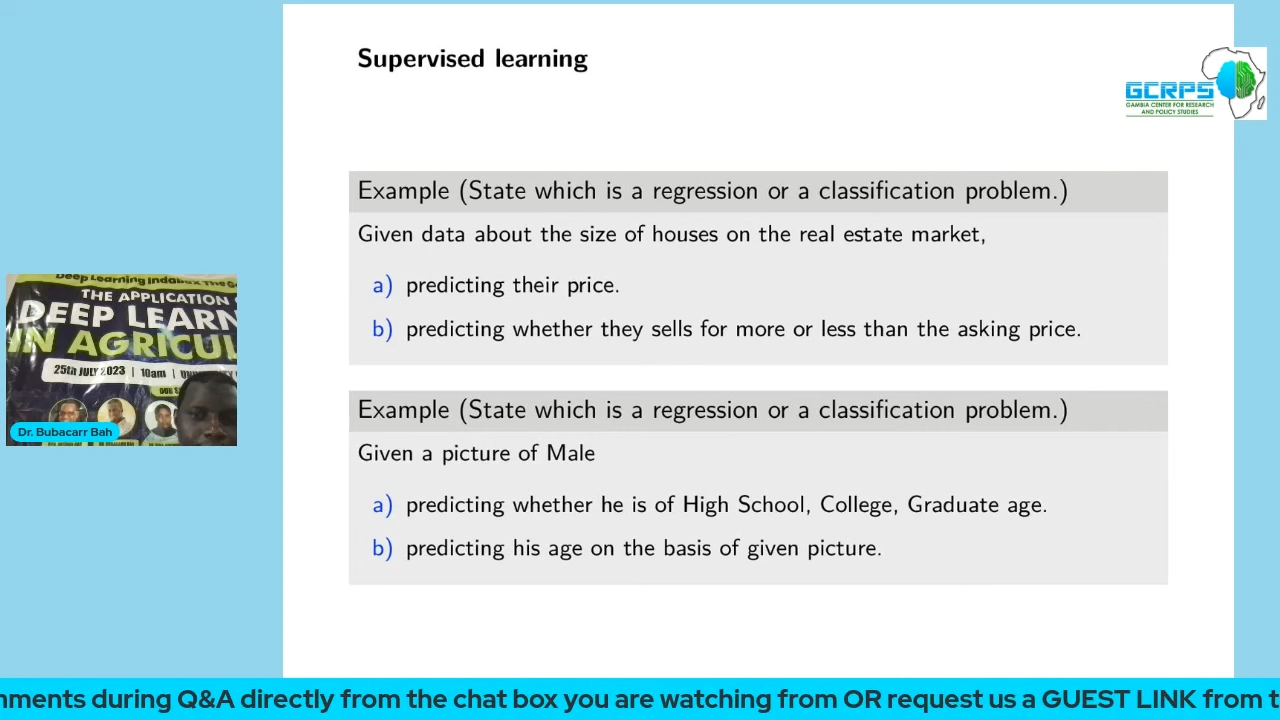 Supervised learning
GCRPS
GAMBIA CENTER FOR RESEARCH
AND POLICY STUDIES
Example (State which is a regression or a classification problem.)
Given data about the size of houses on the real estate market,
a) predicting their price.
b) predicting whether they sells for more or less than the asking price.
Example (State which is a regression or a classification problem.)
Given a picture of Male
a) predicting whether he is of High School, College, Graduate age.
b) predicting his age on the basis of given picture.
Deep Learning
THE APPLICATION
DEEP LEARN
IN AGRICUL
25th JULY 2023 | 10am |
Dr. Bubacarr Bah
during Q&A directly from the chat box you are watching from OR request us a GUEST LINK from